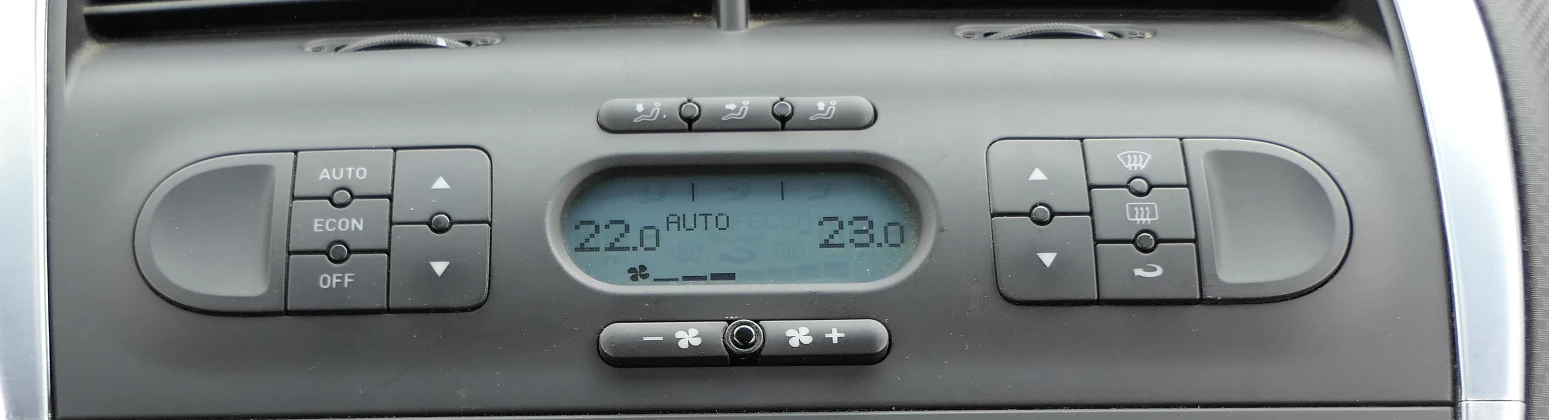 AUTO
ECON
OFF
22.0 AUTO 23.0
- +